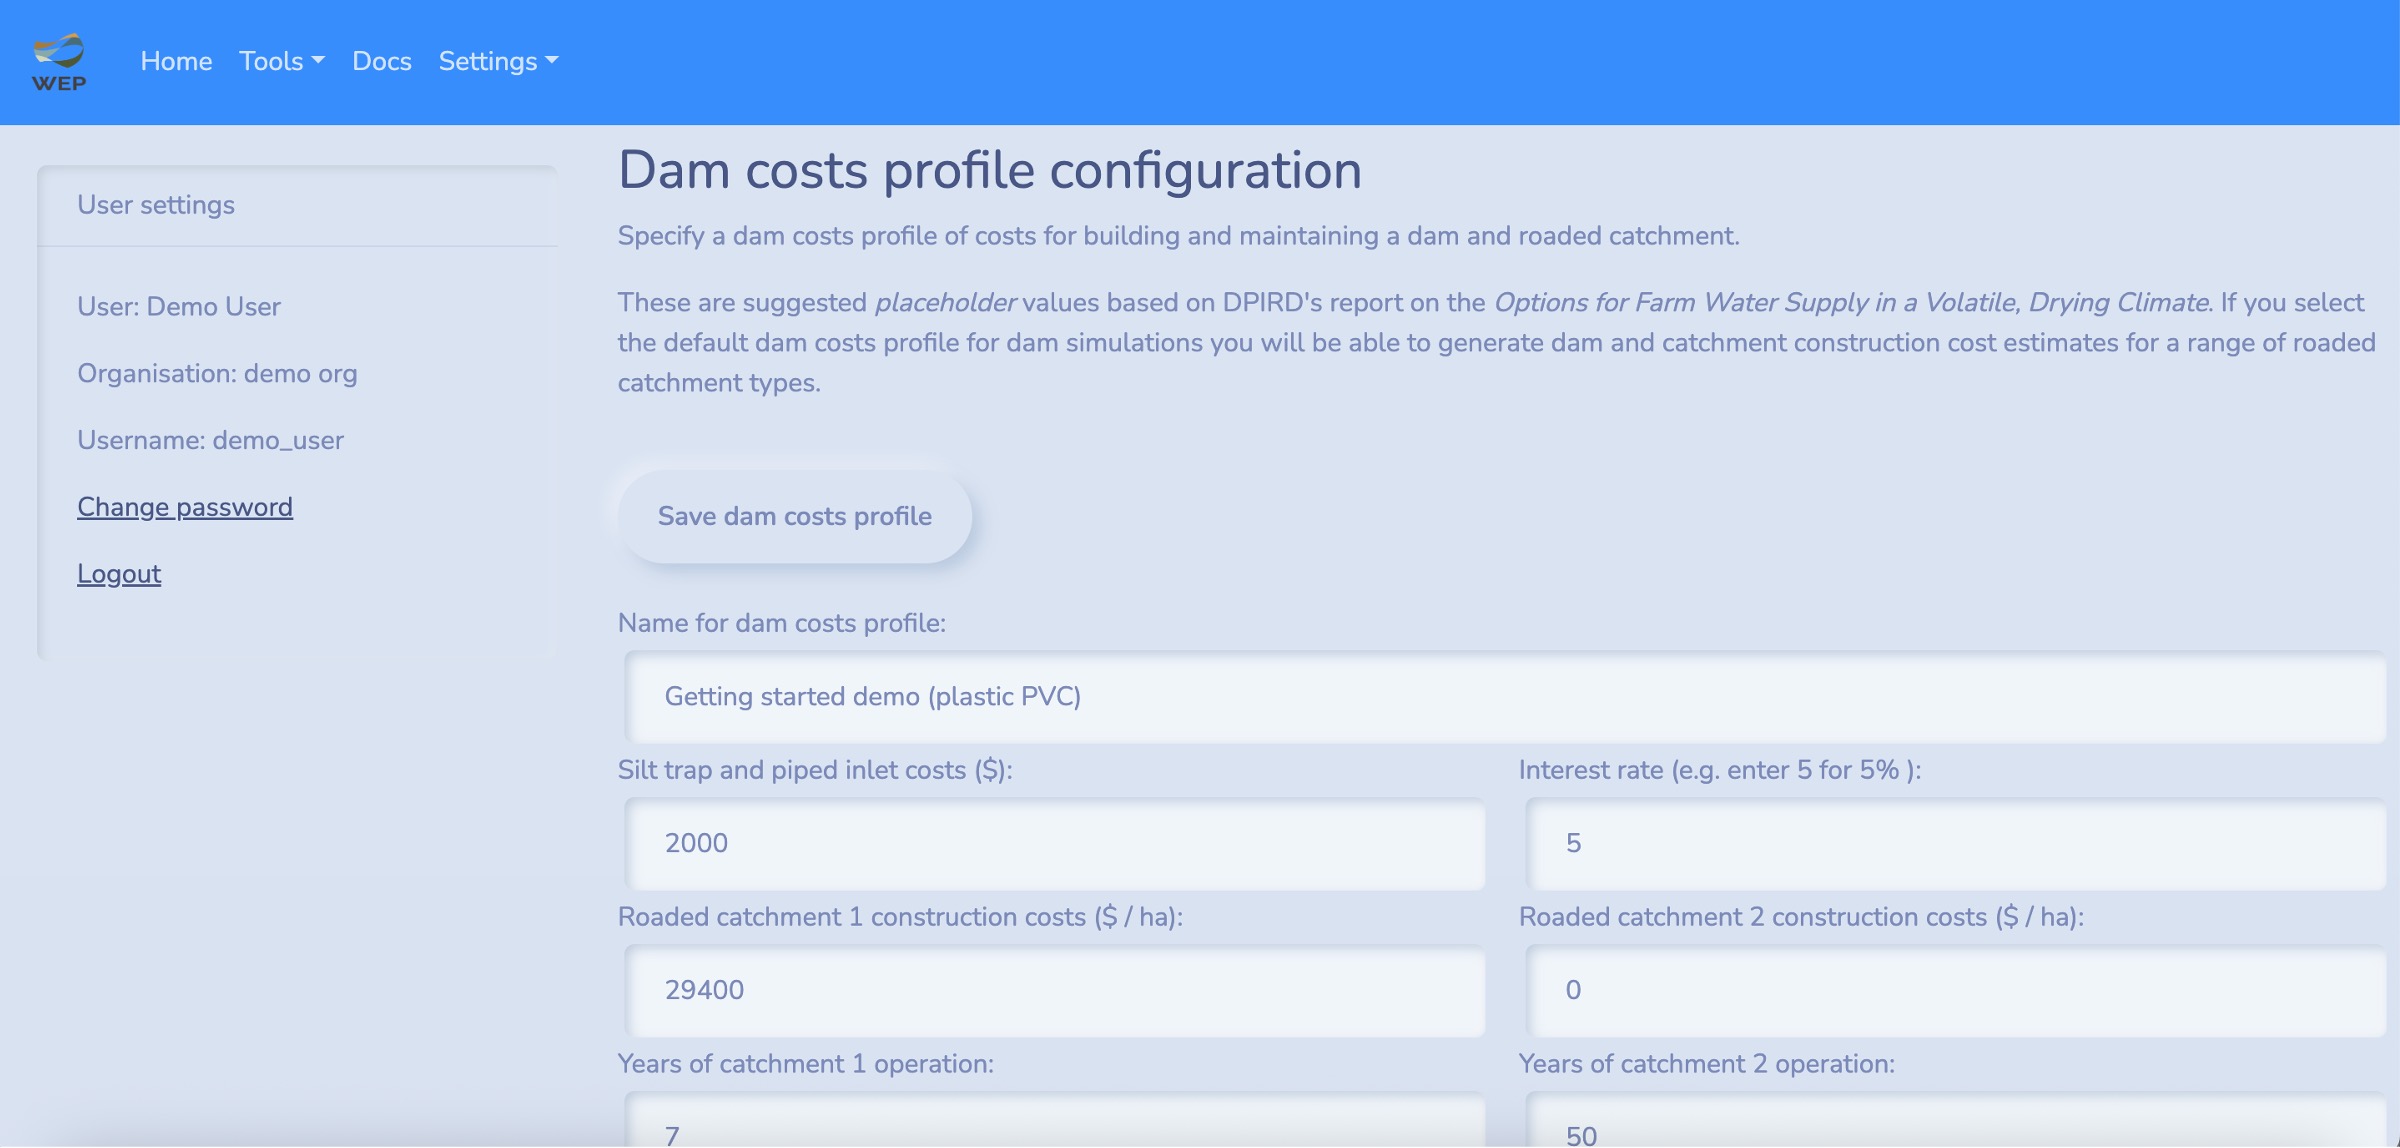 WEP
Home Tools Docs Settings
User settings
User: Demo User
Organisation: demo org
Username: demo_user
Change password
Logout
Dam costs profile configuration
Specify a dam costs profile of costs for building and maintaining a dam and roaded catchment.
These are suggested placeholder values based on DPIRD's report on the Options for Farm Water Supply in a Volatile, Drying Climate. If you select
the default dam costs profile for dam simulations you will be able to generate dam and catchment construction cost estimates for a range of roaded
catchment types.
Save dam costs profile
Name for dam costs profile:
Getting started demo (plastic PVC)
Silt trap and piped inlet costs ($): Interest rate (e.g. enter 5 for 5% ):
2000 5
Roaded catchment 1 construction costs ($ / ha): Roaded catchment 2 construction costs ($ / ha):
29400 0
Years of catchment 1 operation: Years of catchment 2 operation:
7 50